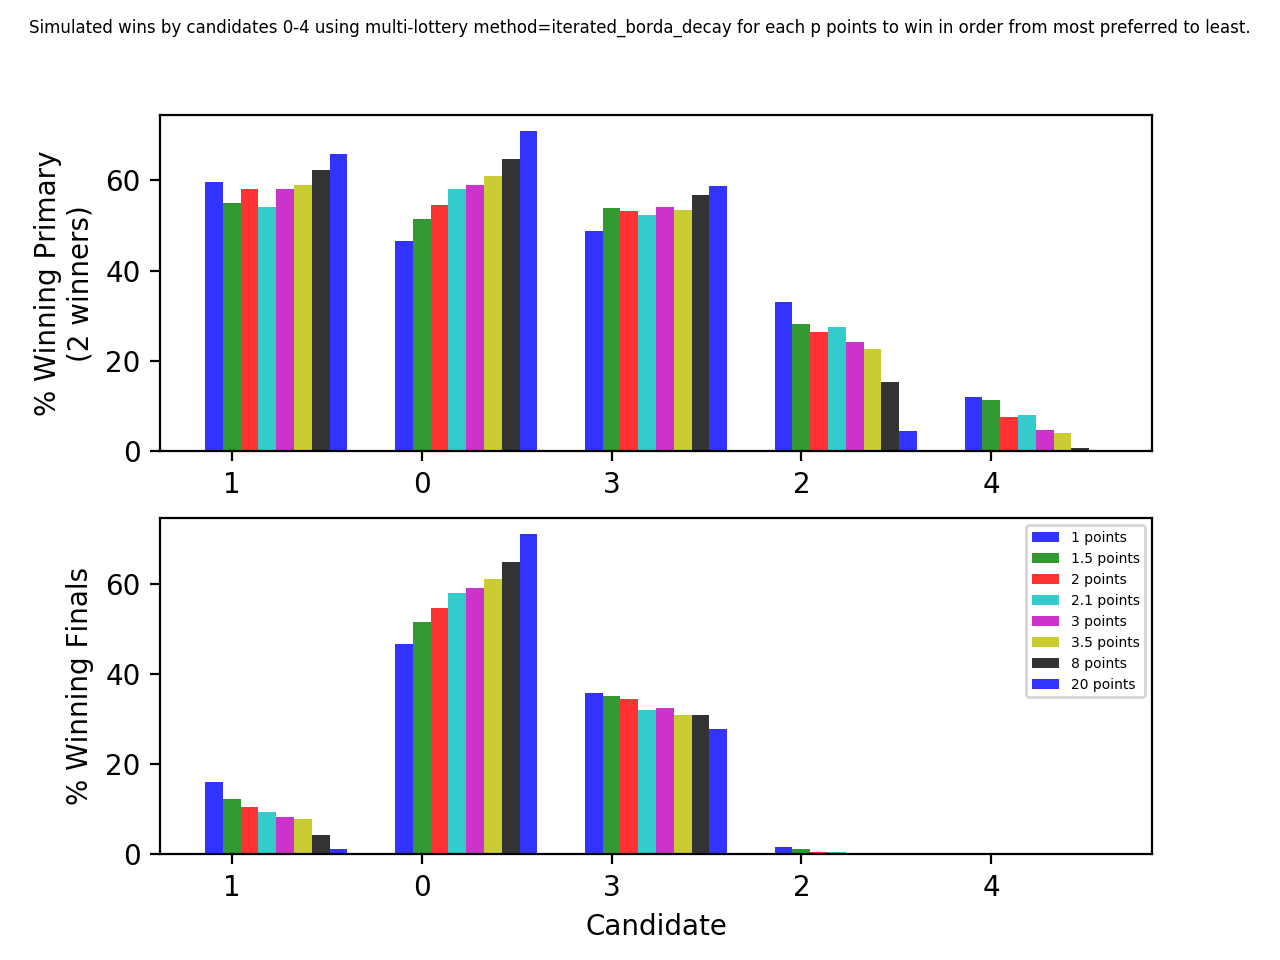 Simulated wins by candidates 0-4 using multi-lottery method=iterated_borda_decay for each p points to win in order from most preferred to least.
% Winning Primary
(2 winners)
60
40
20
0
1 0 3 2 4
% Winning Finals
60
40
20
0
1 points
1.5 points
2 points
2.1 points
3 points
3.5 points
8 points
20 points
1 0 3 2 4
Candidate